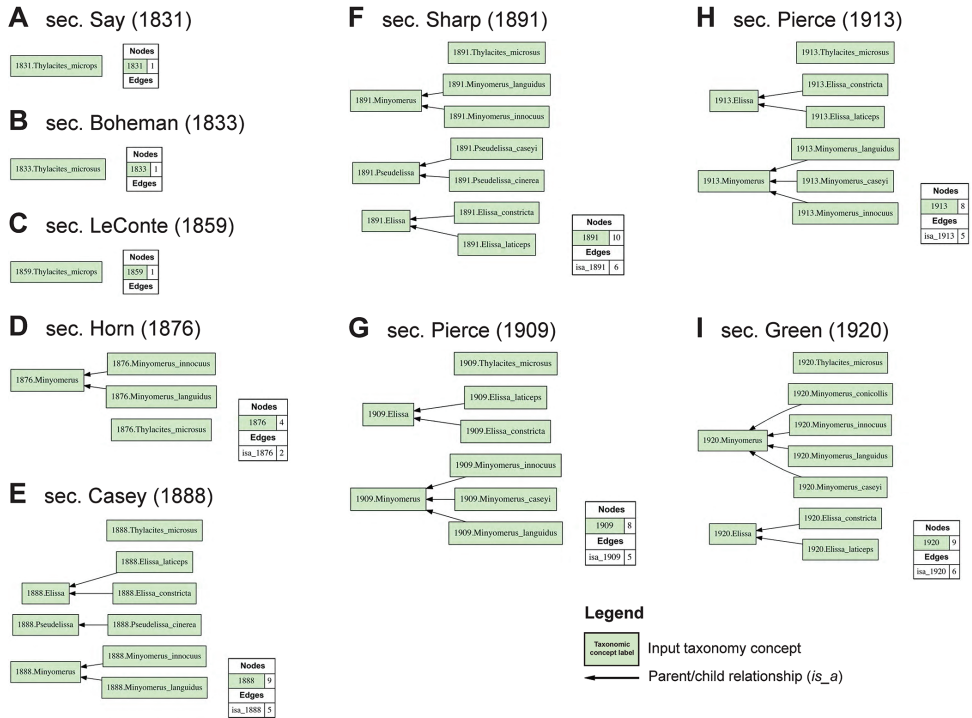 A sec. Say (1831)
1831.Thylacites_microps
Nodes
1831 1
Edges
B sec. Boheman (1833)
1833.Thylacites_microsus
Nodes
1833 1
Edges
C sec. LeConte (1859)
1859.Thylacites_microps
Nodes
1859 1
Edges
D sec. Horn (1876)
1876.Minyomerus
1876.Minyomerus_innocuus
1876.Minyomerus_languidus
1876.Thylacites_microsus
Nodes
1876 4
Edges
isa_1876 2
E sec. Casey (1888)
1888.Thylacites_microsus
1888.Elissa_laticeps
1888.Elissa
1888.Elissa_constricta
1888.Pseudelissa
1888.Pseudelissa_cinerea
1888.Minyomerus_innocuus
1888.Minyomerus
1888.Minyomerus_languidus
Nodes
1888 9
Edges
isa_1888 5
F sec. Sharp (1891)
1891.Thylacites_microsus
1891.Minyomerus_languidus
1891.Minyomerus
1891.Minyomerus_innocuus
1891.Pseudelissa_caseyi
1891.Pseudelissa
1891.Pseudelissa_cinerea
1891.Elissa_constricta
1891.Elissa
1891.Elissa_laticeps
Nodes
1891 10
Edges
isa_1891 6
G sec. Pierce (1909)
1909.Thylacites_microsus
1909.Elissa_laticeps
1909.Elissa
1909.Elissa_constricta
1909.Minyomerus_innocuus
1909.Minyomerus
1909.Minyomerus_caseyi
1909.Minyomerus_languidus
Nodes
1909 8
Edges
isa_1909 5
H sec. Pierce (1913)
1913.Thylacites_microsus
1913.Elissa_constricta
1913.Elissa
1913.Elissa_laticeps
1913.Minyomerus_languidus
1913.Minyomerus
1913.Minyomerus_caseyi
1913.Minyomerus_innocuus
Nodes
1913 8
Edges
isa_1913 5
I sec. Green (1920)
1920.Thylacites_microsus
1920.Minyomerus_conicollis
1920.Minyomerus_innocuus
1920.Minyomerus
1920.Minyomerus_languidus
1920.Minyomerus_caseyi
1920.Elissa_constricta
1920.Elissa
1920.Elissa_laticeps
Nodes
1920 9
Edges
isa_1920 6
Legend
Taxonomic
concept label
Input taxonomy concept
Parent/child relationship (is_a)